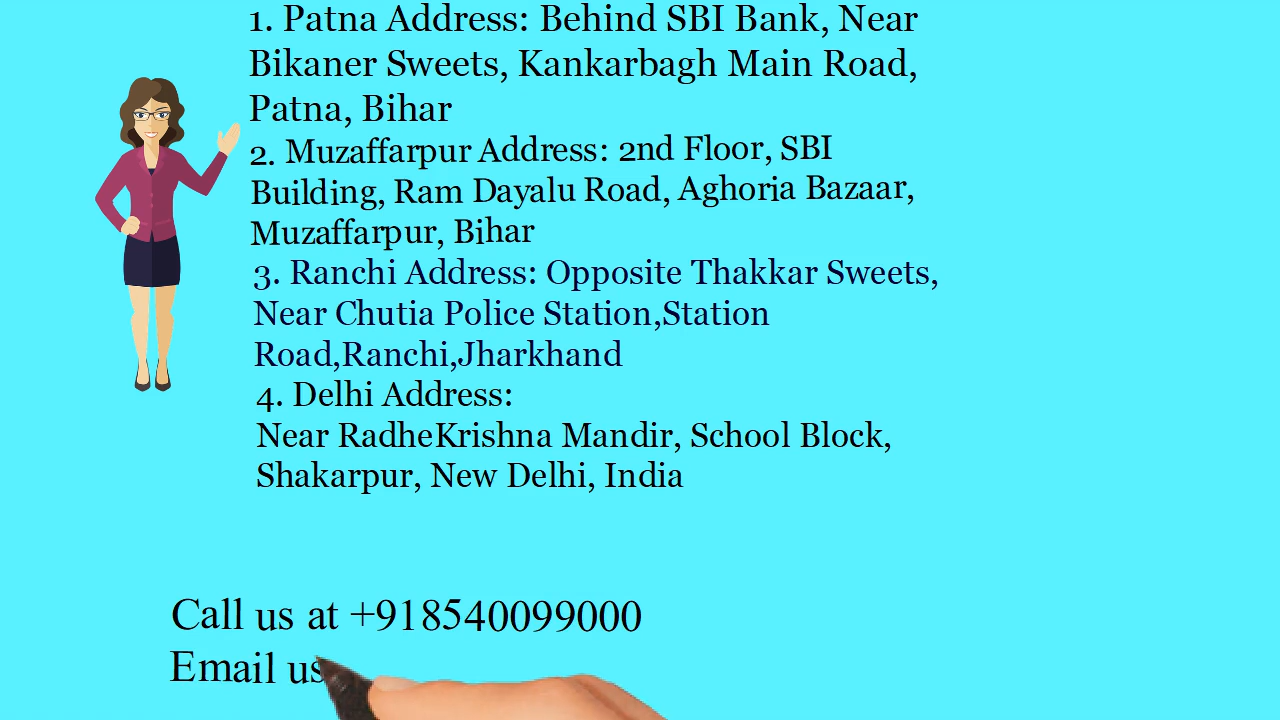 1. Patna Address: Behind SBI Bank, Near
Bikaner Sweets, Kankarbagh Main Road,
Patna, Bihar
2. Muzaffarpur Address: 2nd Floor, SBI
Building, Ram Dayalu Road, Aghoria Bazaar,
Muzaffarpur, Bihar
3. Ranchi Address: Opposite Thakkar Sweets,
Near Chutia Police Station,Station
Road,Ranchi,Jharkhand
4. Delhi Address:
Near RadheKrishna Mandir, School Block,
Shakarpur, New Delhi, India
Call us at +918540099000
Email us